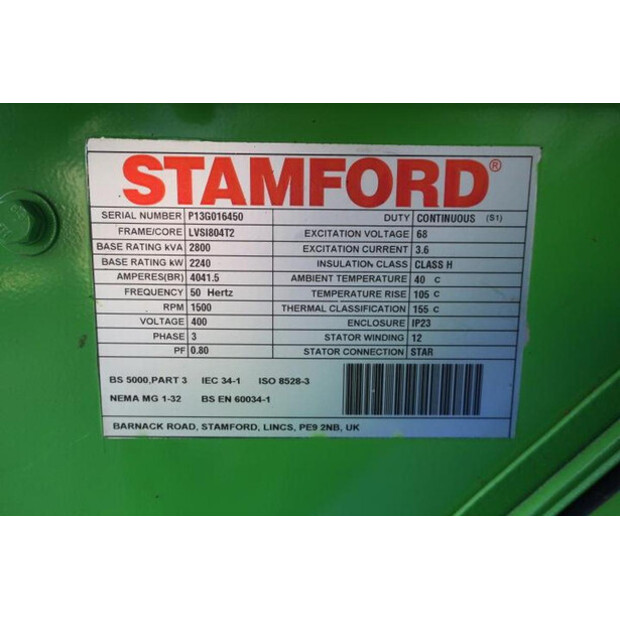 STAMFORD®
SERIAL NUMBER P13G016450 DUTY CONTINUOUS (S1)
FRAME/CORE LVSI804T2 EXCITATION VOLTAGE 68
BASE RATING kVA 2800 EXCITATION CURRENT 3.6
BASE RATING kW 2240 INSULATION CLASS CLASS H
AMPERES(BR) 4041.5 AMBIENT TEMPERATURE 40 C
FREQUENCY 50 Hertz TEMPERATURE RISE 105 C
RPM 1500 THERMAL CLASSIFICATION 155 C
VOLTAGE 400 ENCLOSURE IP23
PHASE 3 STATOR WINDING 12
PF 0.80 STATOR CONNECTION STAR
BS 5000,PART 3 IEC 34-1 ISO 8528-3
NEMA MG 1-32 BS EN 60034-1
BARNACK ROAD, STAMFORD, LINCS, PE9 2NB, UK